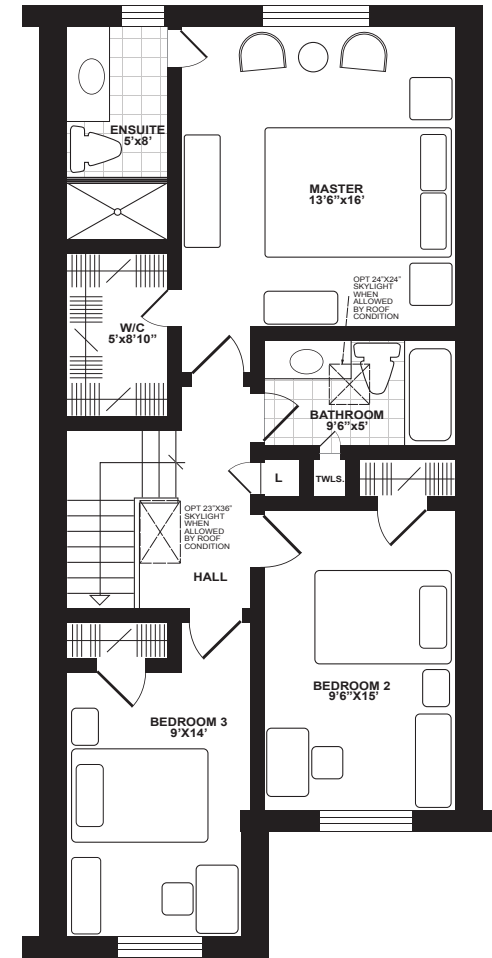 ENSUITE
5'x8'
MASTER
13'6"x16'
OPT 24"X24"
SKYLIGHT
WHEN
ALLOWED
BY ROOF
CONDITION
W/C
5'x8'10"
BATHROOM
9'6"x5'
L
TWLS.
OPT 23"X36"
SKYLIGHT
WHEN
ALLOWED
BY ROOF
CONDITION
HALL
BEDROOM 2
9'6"X15'
BEDROOM 3
9'X14'